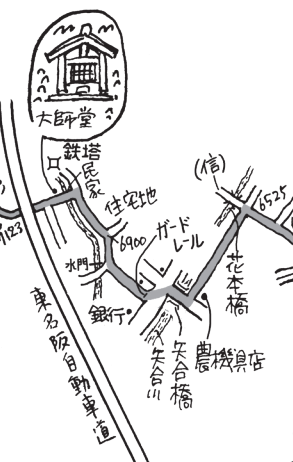 大師堂
鉄塔
民家
住宅地
(信)
6525
6900
ガード
レール
水門
花本橋
銀行
矢合川
矢合橋
農機具店
東名阪自動車道